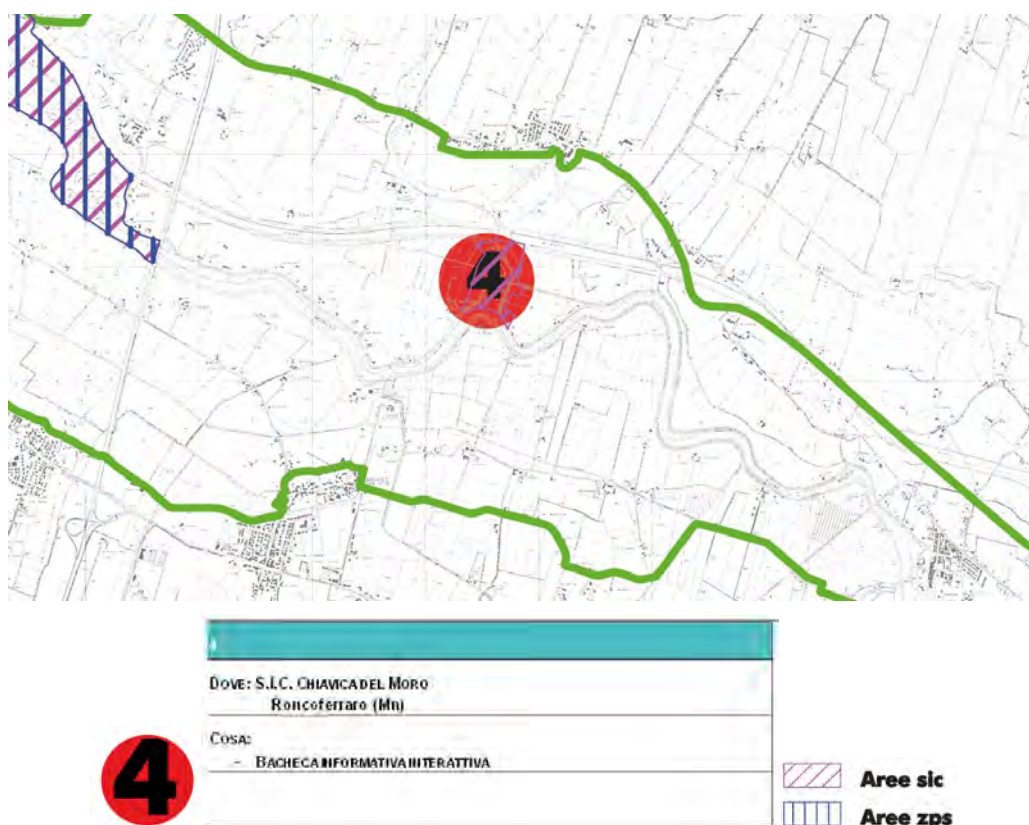 4
DOVE: S.I.C. CHIAVICA DEL MORO
Roncoferraro (Mn)
COSA:
- BACHECA INFORMATIVA INTERATTIVA
4
Aree sic
Aree zps